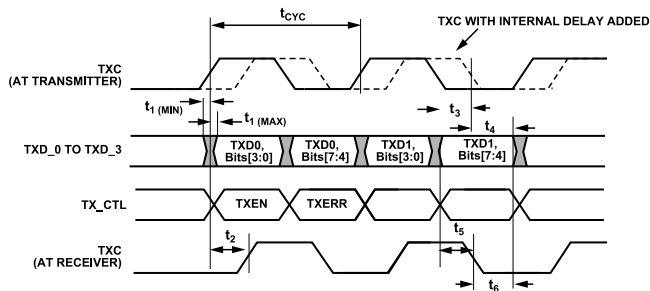 tCYC
TXC WITH INTERNAL DELAY ADDED
TXC
(AT TRANSMITTER)
t1 (MIN)
t1 (MAX)
t3
t4
TXD_0 TO TXD_3
TXD0,
Bits[3:0]
TXD0,
Bits[7:4]
TXD1,
Bits[3:0]
TXD1,
Bits[7:4]
TX_CTL
TXEN
TXERR
t2
t5
TXC
(AT RECEIVER)
t6